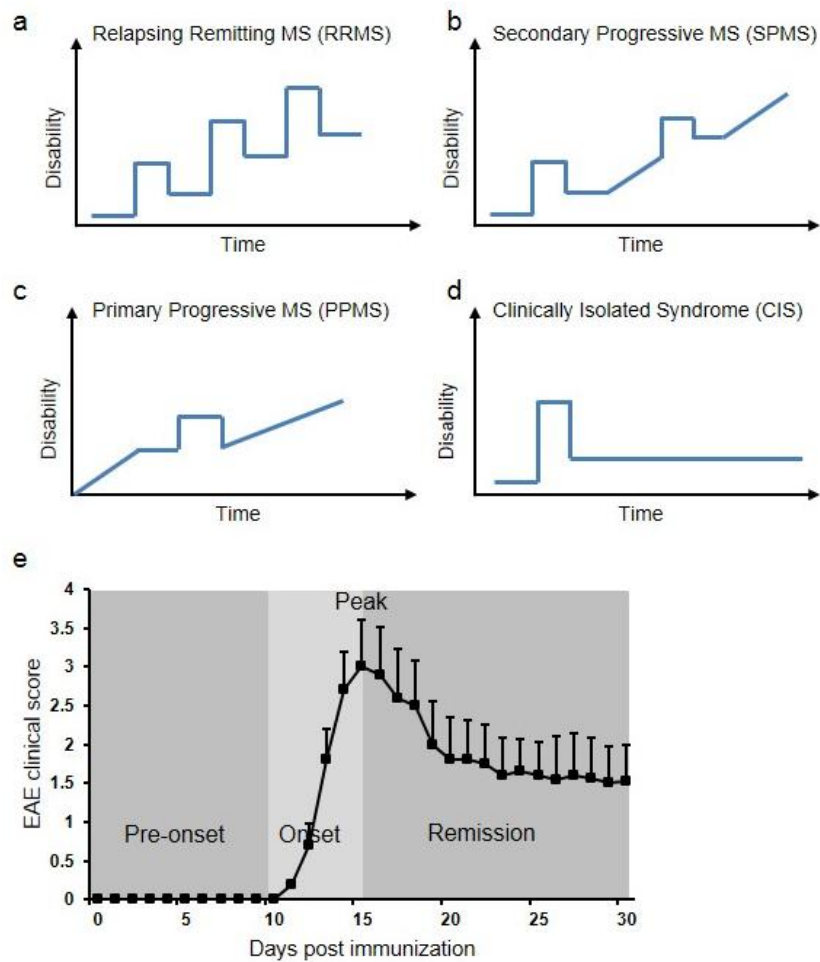 a
Relapsing Remitting MS (RRMS)
Disability
Time
b
Secondary Progressive MS (SPMS)
Disability
Time
c
Primary Progressive MS (PPMS)
Disability
Time
d
Clinically Isolated Syndrome (CIS)
Disability
Time
e
EAE clinical score
4
3.5
3
2.5
2
1.5
1
0.5
0
Peak
Pre-onset
Onset
Remission
0 5 10 15 20 25 30
Days post immunization